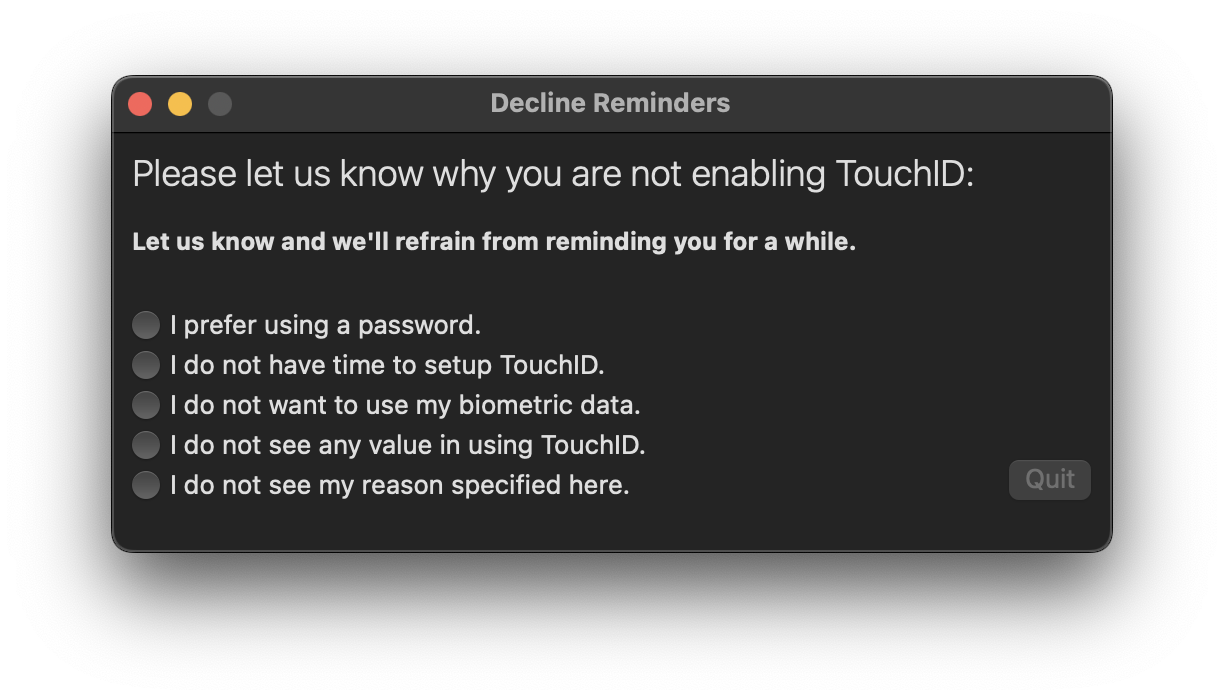 Decline Reminders
Please let us know why you are not enabling TouchID:
Let us know and we'll refrain from reminding you for a while.
I prefer using a password.
I do not have time to setup TouchID.
I do not want to use my biometric data.
I do not see any value in using TouchID.
I do not see my reason specified here.
Quit